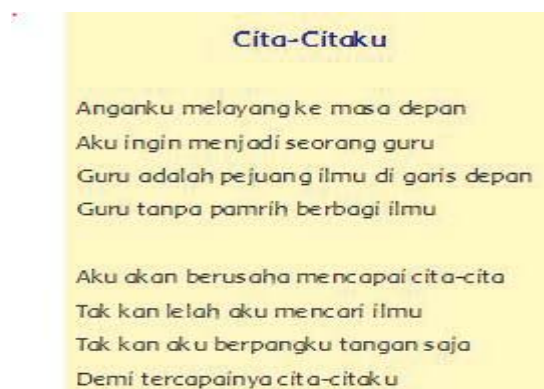 Cita-Citaku
Anganku melayang ke masa depan
Aku ingin menjadi seorang guru
Guru adalah pejuang ilmu di garis depan
Guru tanpa pamrih berbagi ilmu
Aku akan berusaha mencapai cita-cita
Tak kan lelah aku mencari ilmu
Tak kan aku berpangku tangan saja
Demi tercapainya cita-citaku